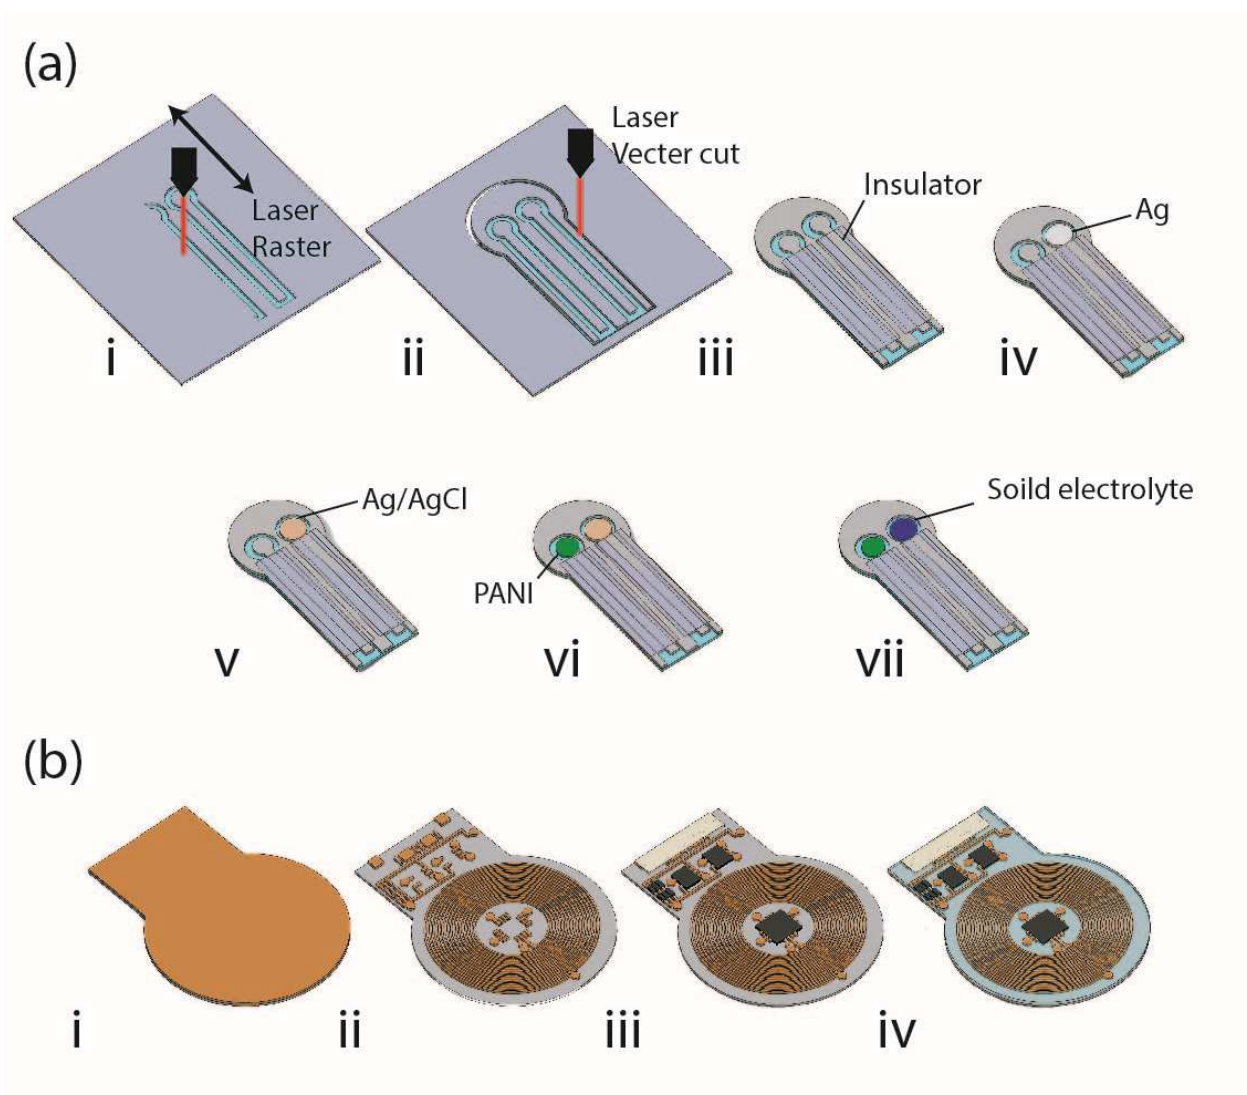 (a)
Laser
Raster
i
Laser
Vecter cut
ii
Insulator
iii
Ag
iv
Ag/AgCl
v
PANI
vi
Soild electrolyte
vii
(b)
i
ii
iii
iv